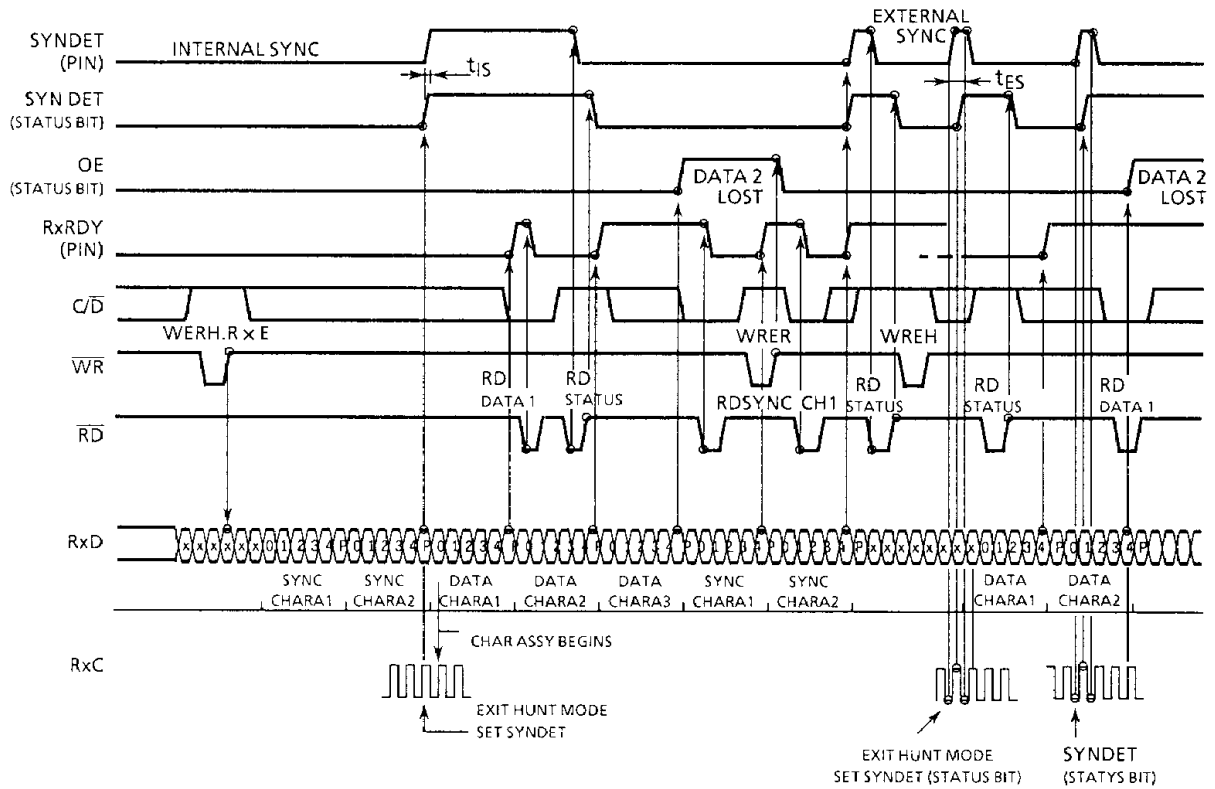 SYNDET
(PIN)
INTERNAL SYNC
EXTERNAL
SYNC
tIS
tES
SYN DET
(STATUS BIT)
OE
(STATUS BIT)
DATA 2
LOST
DATA 2
LOST
RxRDY
(PIN)
C/D
WERH.R x E
WRER
WREH
WR
RD
DATA 1
RD
STATUS
RDSYNC CH1
RD
STATUS
RD
STATUS
RD
DATA 1
RD
RxD
SYNC
CHARA1
SYNC
CHARA2
DATA
CHARA1
DATA
CHARA2
DATA
CHARA3
SYNC
CHARA1
SYNC
CHARA2
DATA
CHARA1
DATA
CHARA2
CHAR ASSY BEGINS
RxC
EXIT HUNT MODE
SET SYNDET
EXIT HUNT MODE
SET SYNDET (STATUS BIT)
SYNDET
(STATYS BIT)